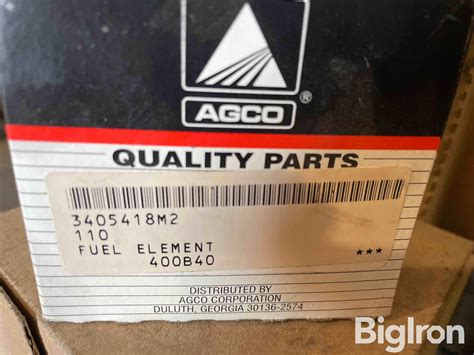 AGCO®
QUALITY PARTS
3405418M2
110
FUEL ELEMENT
400B40
***
DISTRIBUTED BY
AGCO CORPORATION
DULUTH, GEORGIA 30136-2574
BigIron